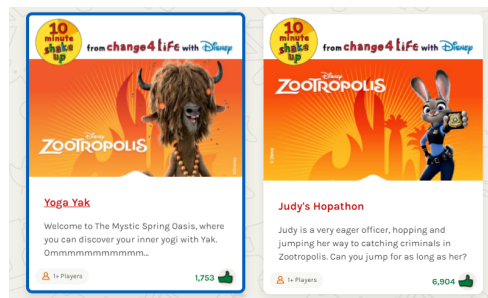 10
minute
shake
up
from change4Life with Disney
Disney
ZOOTROPOLIS
Yoga Yak
Welcome to The Mystic Spring Oasis, where
you can discover your inner yogi with Yak.
Ommmmmmmmmmm...
1+ Players
1,753
10
minute
shake
up
from change4Life with Disney
Disney
ZOOTROPOLIS
Judy's Hopathon
Judy is a very eager officer, hopping and
jumping her way to catching criminals in
Zootropolis. Can you jump for as long as her?
1+ Players
6,904